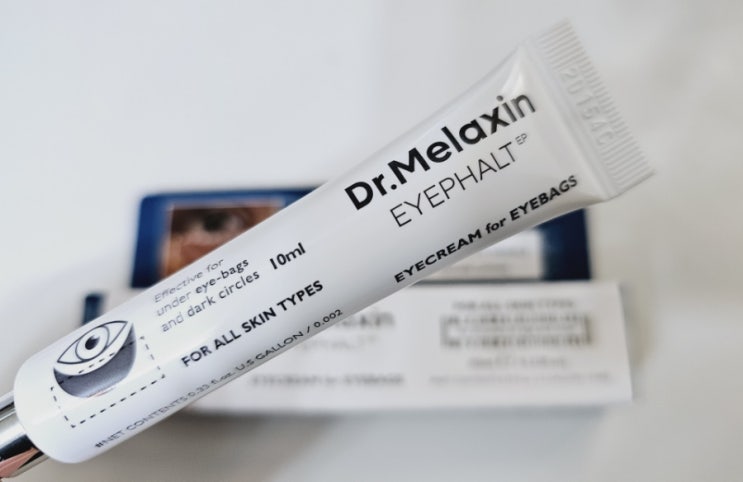 Dr.Melaxin
EYEPHALT EP
EYECREAM for EYEBAGS
Effective for
under eye-bags
and dark circles
10ml
FOR ALL SKIN TYPES
#NET CONTENTS 0.33 fl.oz. U.S GALLON / 0.002